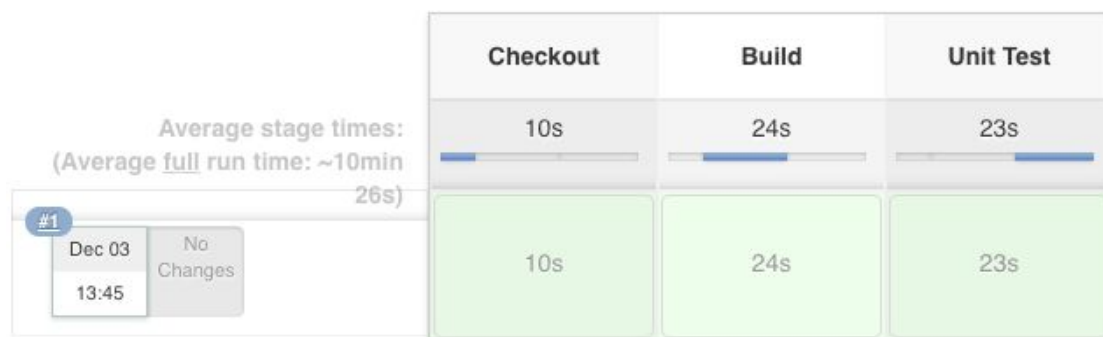 Checkout Build Unit Test
Average stage times: 10s 24s 23s
(Average full run time: ~10min
26s)
#1
Dec 03 No
Changes
13:45
10s 24s 23s